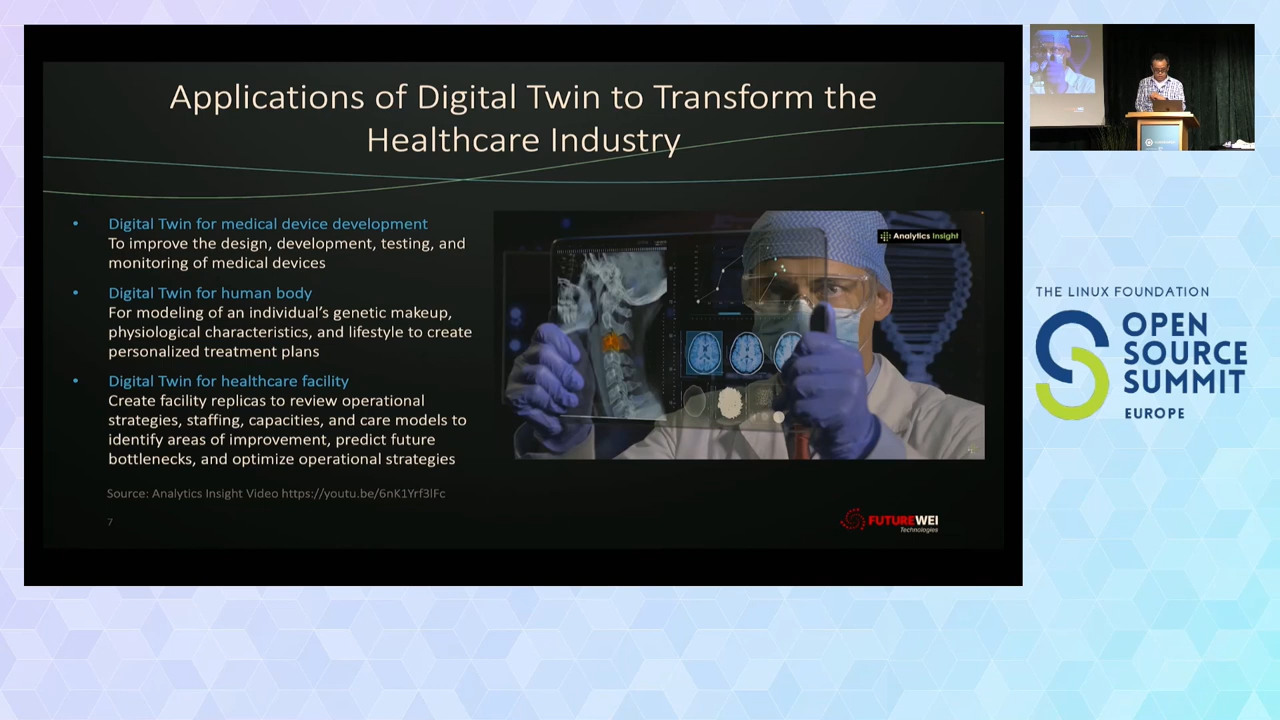 Applications of Digital Twin to Transform the
Healthcare Industry
• Digital Twin for medical device development
To improve the design, development, testing, and
monitoring of medical devices
• Digital Twin for human body
For modeling of an individual's genetic makeup,
physiological characteristics, and lifestyle to create
personalized treatment plans
• Digital Twin for healthcare facility
Create facility replicas to review operational
strategies, staffing, capacities, and care models to
identify areas of improvement, predict future
bottlenecks, and optimize operational strategies
Source: Analytics Insight Video https://youtu.be/6nK1Yrf3lFc
7
Analytics Insight
FUTUREWEI
Technologies
THE LINUX FOUNDATION
OPEN
SOURCE
SUMMIT
EUROPE